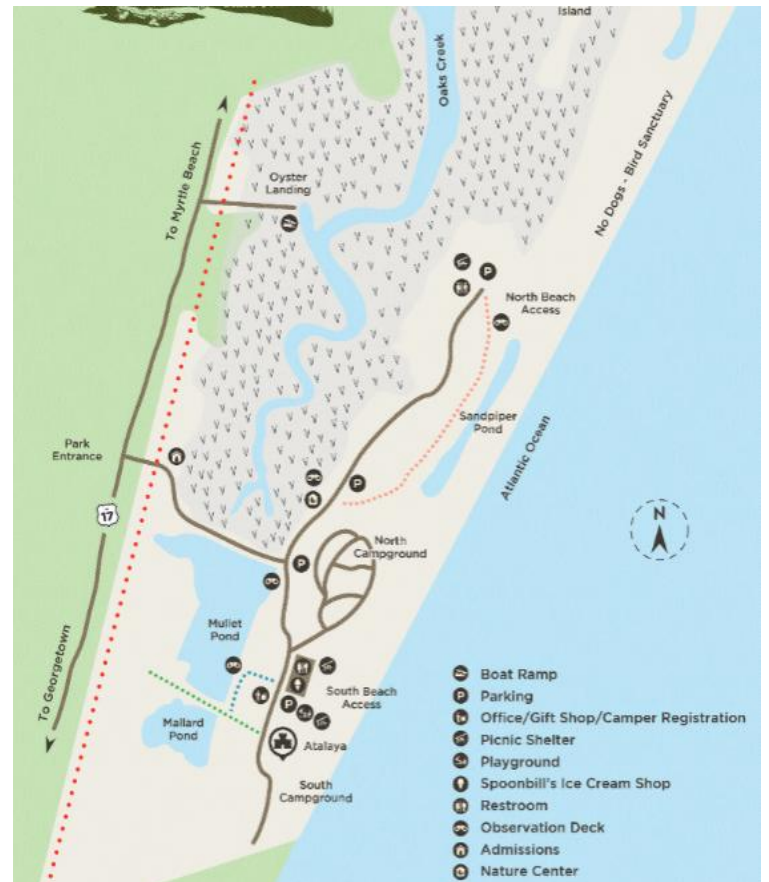 Island
Oaks Creek
No Dogs - Bird Sanctuary
To Myrtle Beach
Oyster
Landing
P
North Beach
Access
Sandpiper
Pond
Atlantic Ocean
Park
Entrance
17
P
N
North
Campground
P
Mullet
Pond
To Georgetown
South Beach
Access
P
Mallard
Pond
Atalaya
South
Campground
Boat Ramp
P Parking
Office/Gift Shop/Camper Registration
Picnic Shelter
Playground
Spoonbill's Ice Cream Shop
Restroom
Observation Deck
Admissions
Nature Center